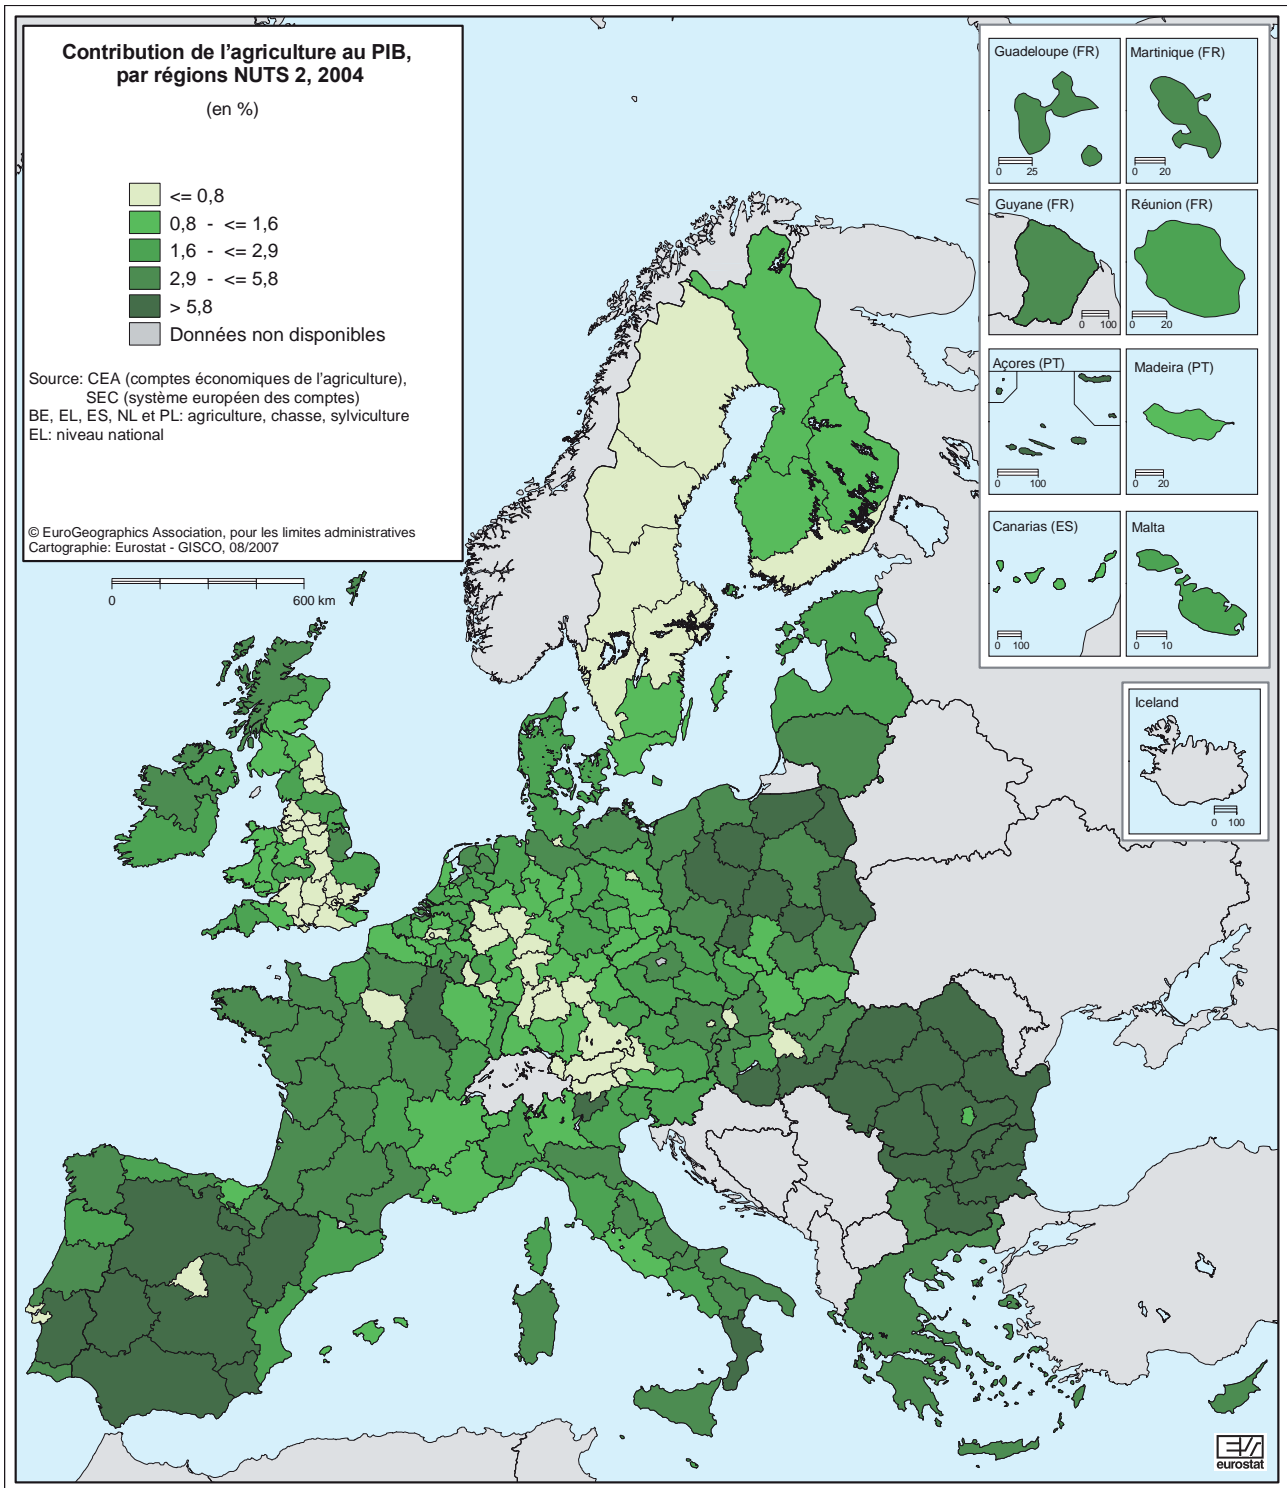 Contribution de l'agriculture au PIB,
par régions NUTS 2, 2004
(en %)
<= 0,8
0,8 - <= 1,6
1,6 - <= 2,9
2,9 - <= 5,8
> 5,8
Données non disponibles
Source: CEA (comptes économiques de l'agriculture),
SEC (système européen des comptes)
BE, EL, ES, NL et PL: agriculture, chasse, sylviculture
EL: niveau national
© EuroGeographics Association, pour les limites administratives
Cartographie: Eurostat - GISCO, 08/2007
0 600 km
Guadeloupe (FR)
0 25
Martinique (FR)
0 20
Guyane (FR)
0 100
Réunion (FR)
0 20
Açores (PT)
0 100
Madeira (PT)
0 20
Canarias (ES)
0 100
Malta
0 10
Iceland
0 100
eurostat